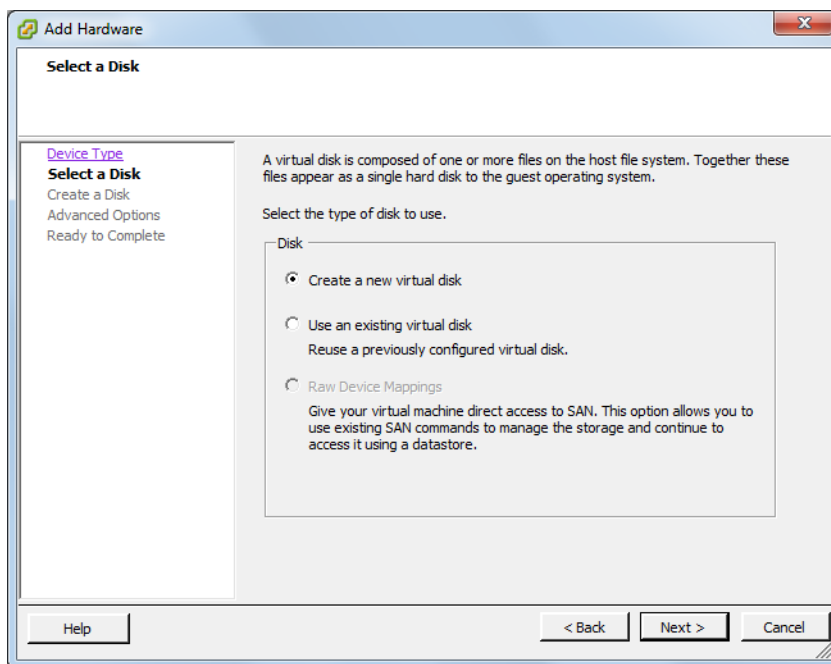 Add Hardware
X
Select a Disk
Device Type
Select a Disk
Create a Disk
Advanced Options
Ready to Complete
A virtual disk is composed of one or more files on the host file system. Together these
files appear as a single hard disk to the guest operating system.
Select the type of disk to use.
Disk
Create a new virtual disk
Use an existing virtual disk
Reuse a previously configured virtual disk.
Raw Device Mappings
Give your virtual machine direct access to SAN. This option allows you to
use existing SAN commands to manage the storage and continue to
access it using a datastore.
Help
< Back
Next >
Cancel